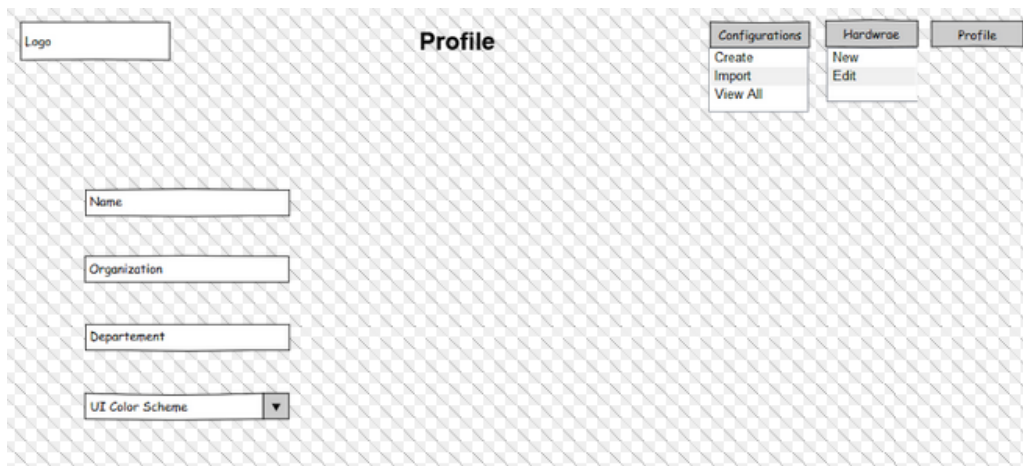 Logo
Profile
Configurations
Create
Import
View All
Hardwrae
New
Edit
Profile
Name
Organization
Departement
UI Color Scheme